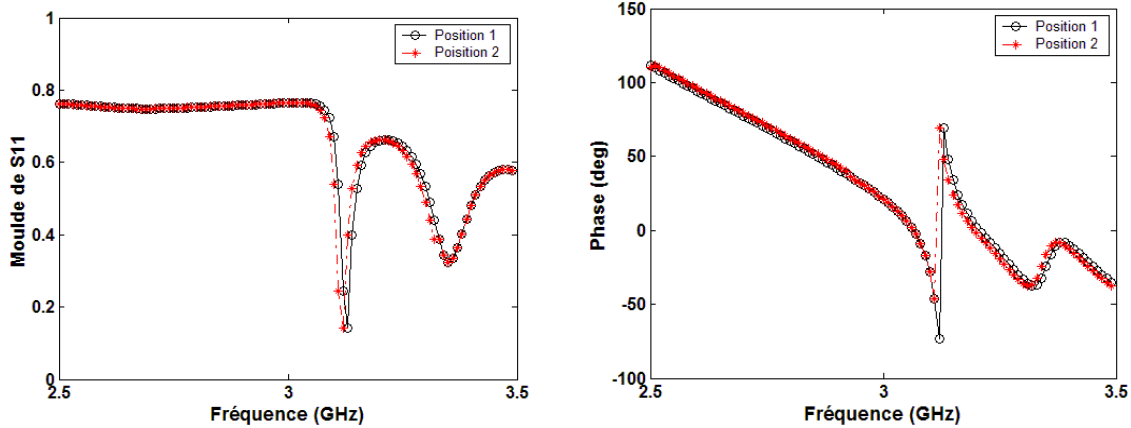 1
0.8
0.6
0.4
0.2
0
2.5
3
3.5
Moulde de S11
Fréquence (GHz)
Position 1
Poisition 2
150
100
50
0
-50
-100
2.5
3
3.5
Phase (deg)
Fréquence (GHz)
Position 1
Position 2